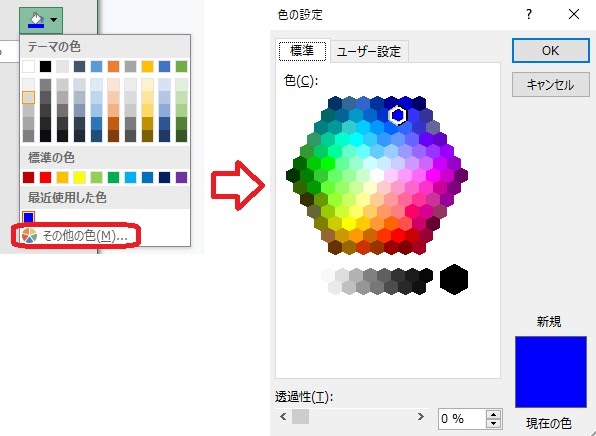 テーマの色
標準の色
最近使用した色
その他の色(M)...
色の設定
? ×
標準
ユーザー設定
OK
キャンセル
色(C):
新規
現在の色
透過性(T):
< > 0 %